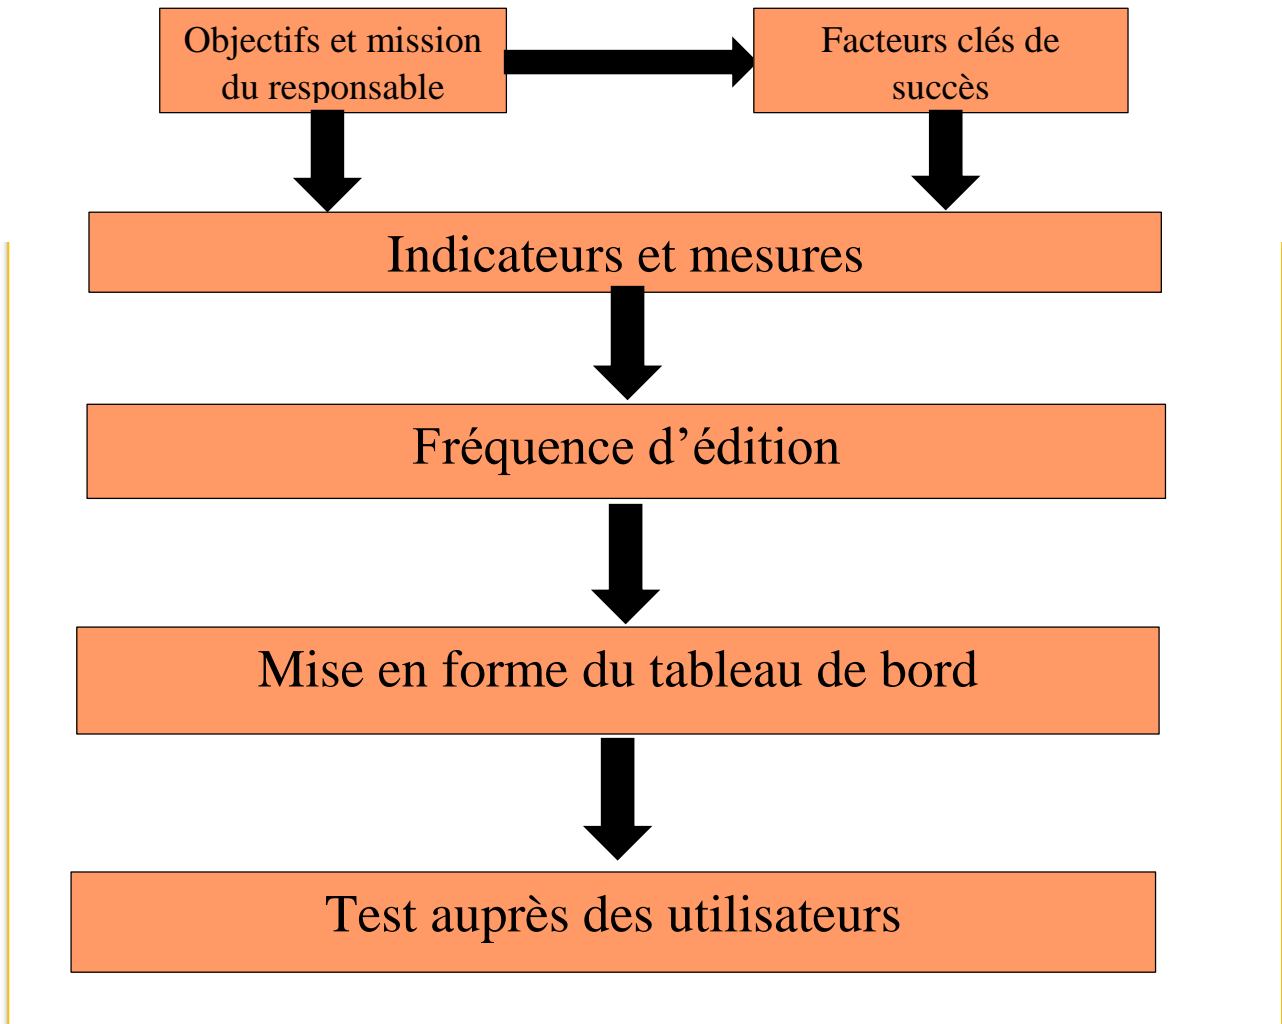 Objectifs et mission
du responsable
Facteurs clés de
succès
Indicateurs et mesures
Fréquence d’édition
Mise en forme du tableau de bord
Test auprès des utilisateurs